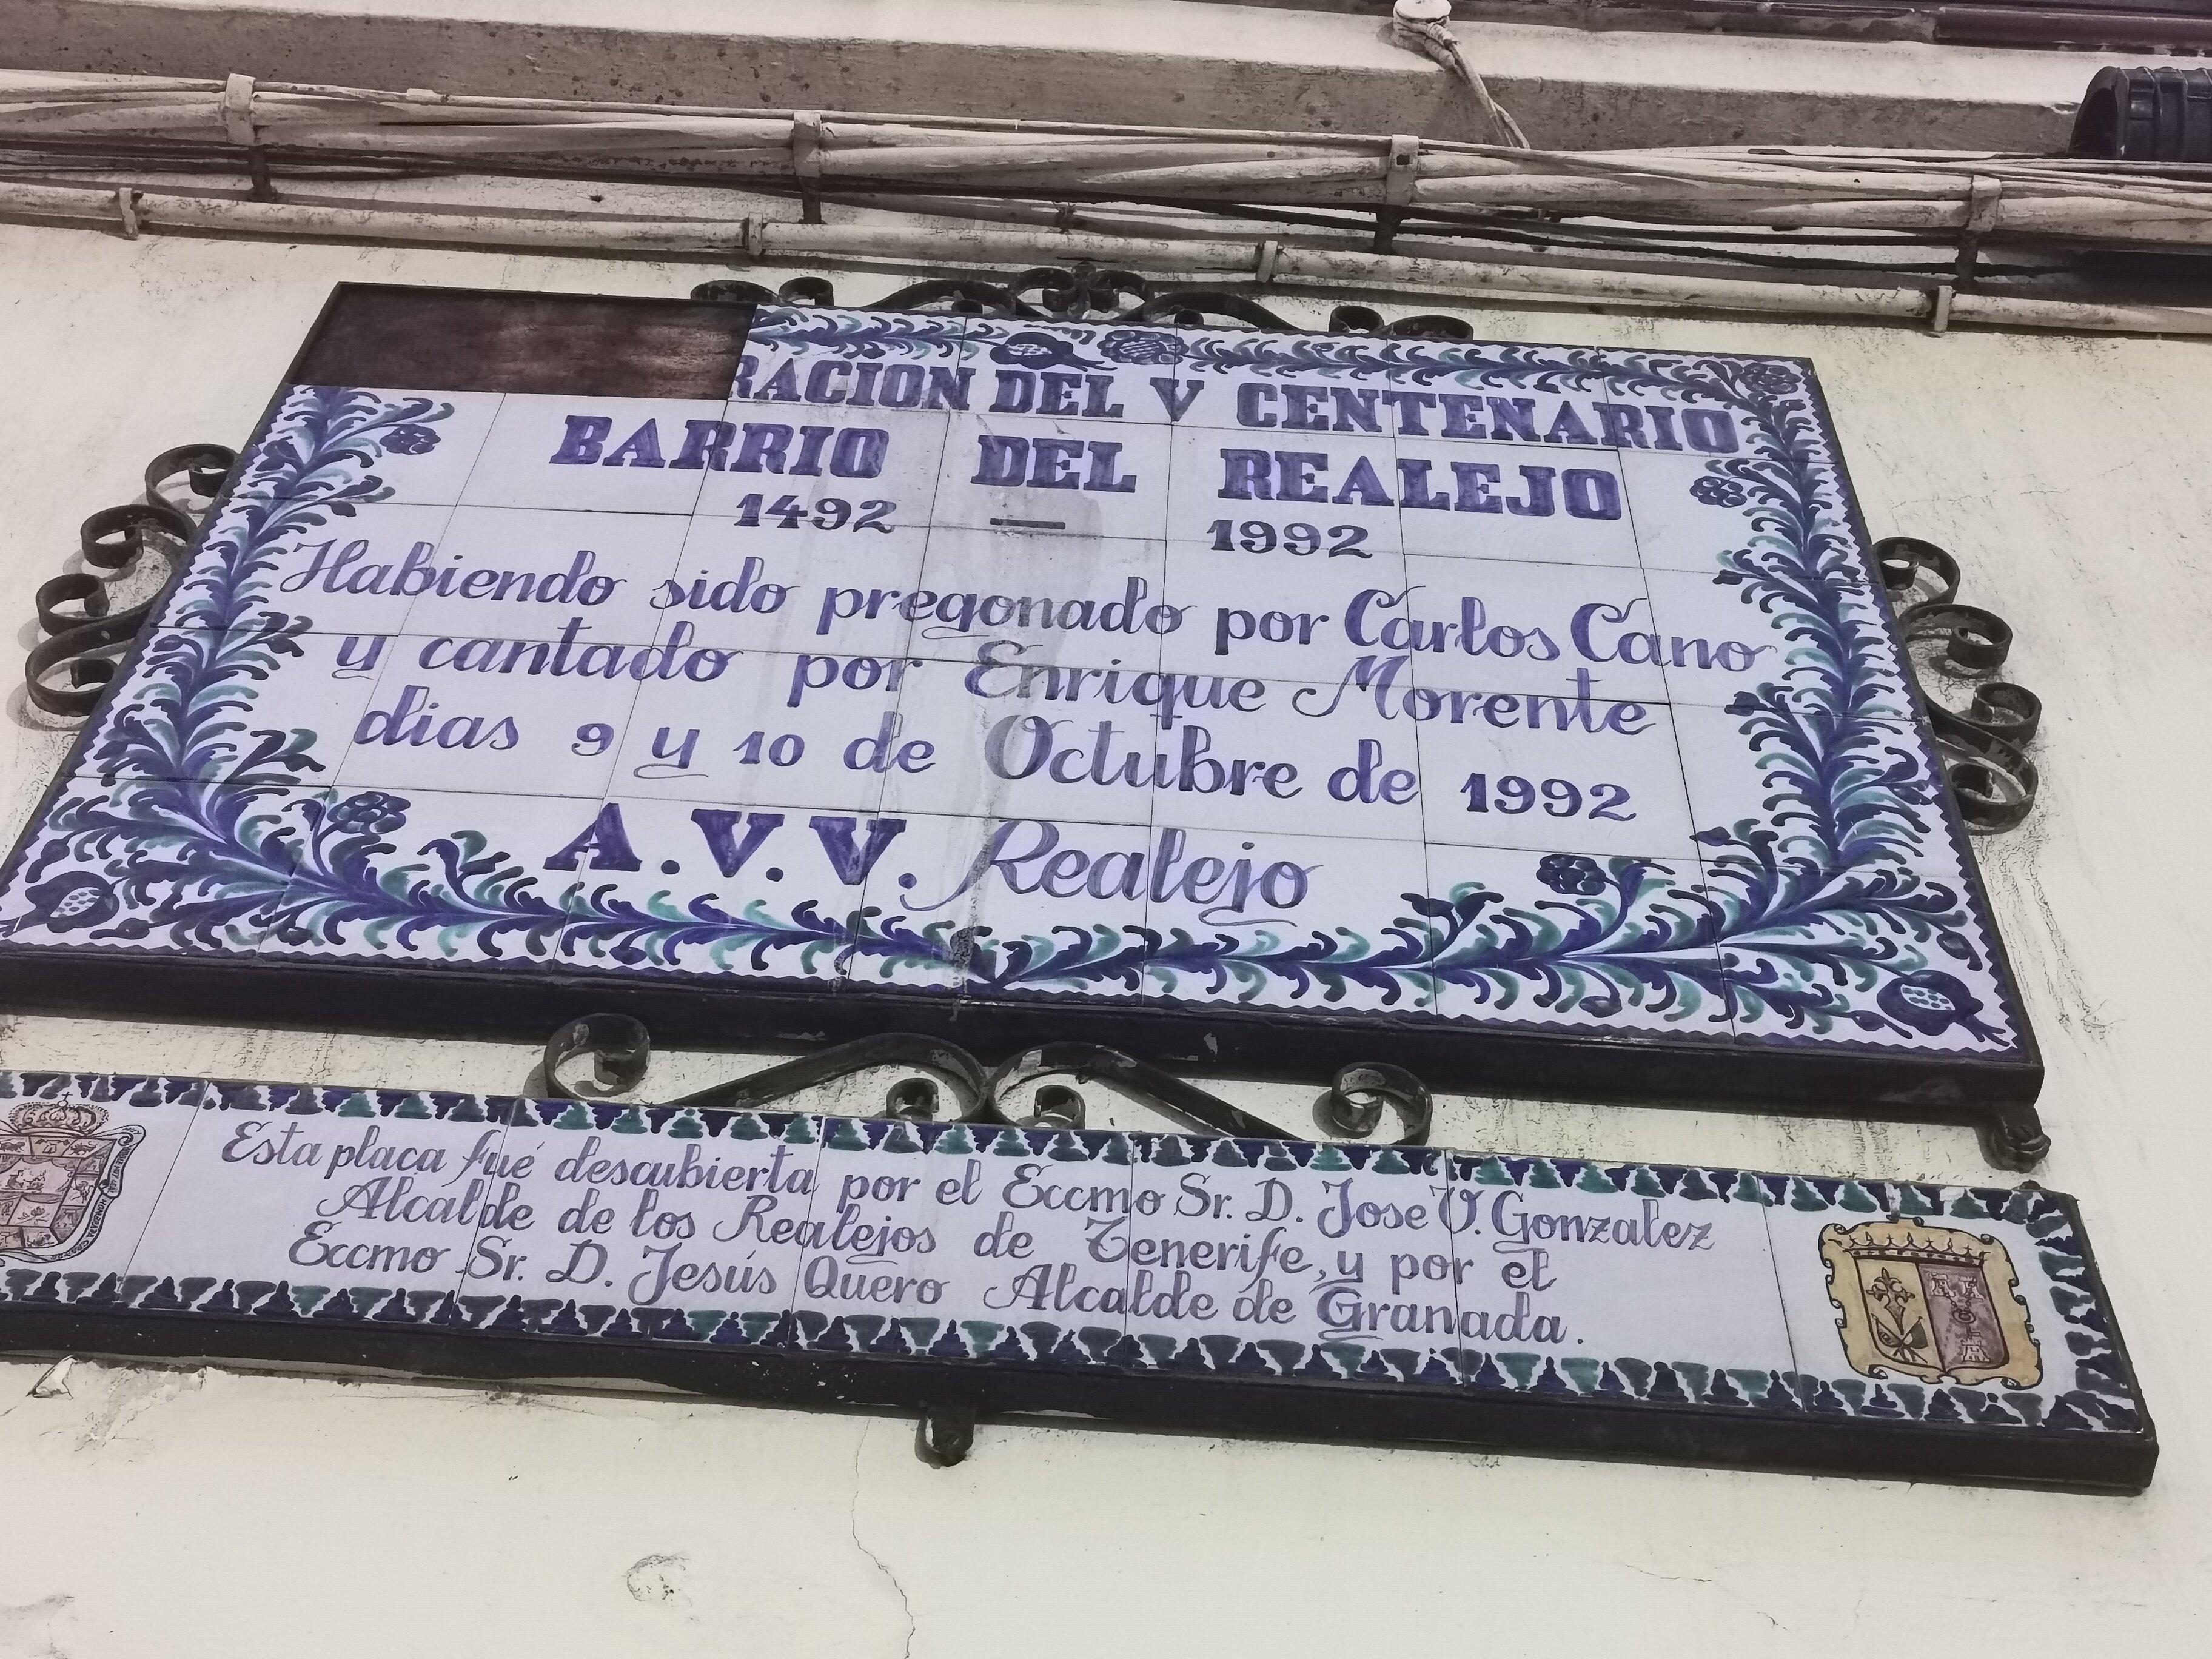 RACION DEL V CENTENARIO
BARRIO DEL REALEJO
1492 — 1992
Habiendo sido pregonado por Carlos Cano
y cantado por Enrique Morente
dias 9 y 10 de Octubre de 1992
A.V.V. Realejo
Esta placa fué descubierta por el Eccmo Sr. D. Jose V. Gonzalez
Alcalde de los Realejos de Tenerife, y por el
Eccmo Sr. D. Jesús Quero Alcalde de Granada.